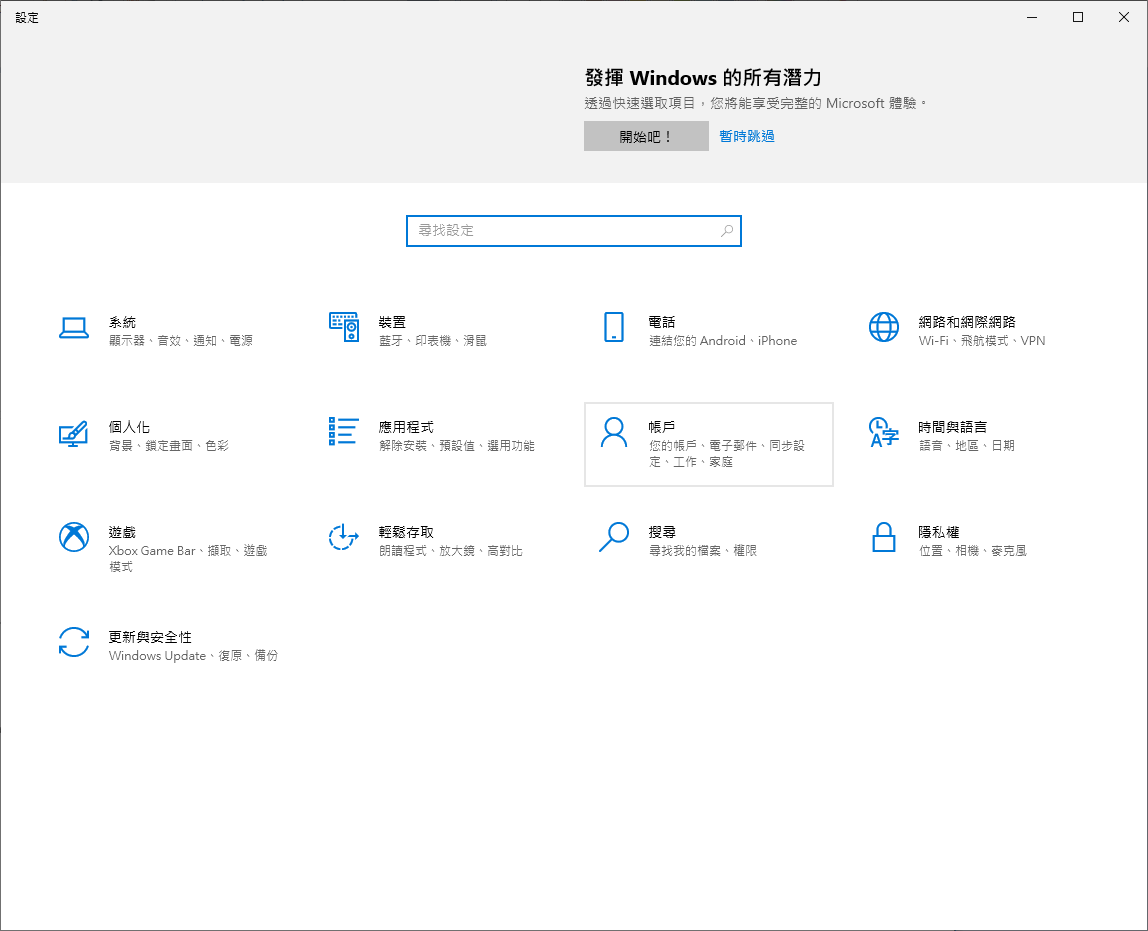 設定
發揮 Windows 的所有潛力
透過快速選取項目，您將能享受完整的 Microsoft 體驗。
開始吧！
暫時跳過
尋找設定
系統
顯示器、音效、通知、電源
裝置
藍牙、印表機、滑鼠
電話
連結您的 Android、iPhone
網路和網際網路
Wi-Fi、飛航模式、VPN
個人化
背景、鎖定畫面、色彩
應用程式
解除安裝、預設值、選用功能
帳戶
您的帳戶、電子郵件、同步設
定、工作、家庭
時間與語言
語音、地區、日期
遊戲
Xbox Game Bar、擷取、遊戲
模式
輕鬆存取
朗讀程式、放大鏡、高對比
搜尋
尋找我的檔案、權限
隱私權
位置、相機、麥克風
更新與安全性
Windows Update、復原、備份